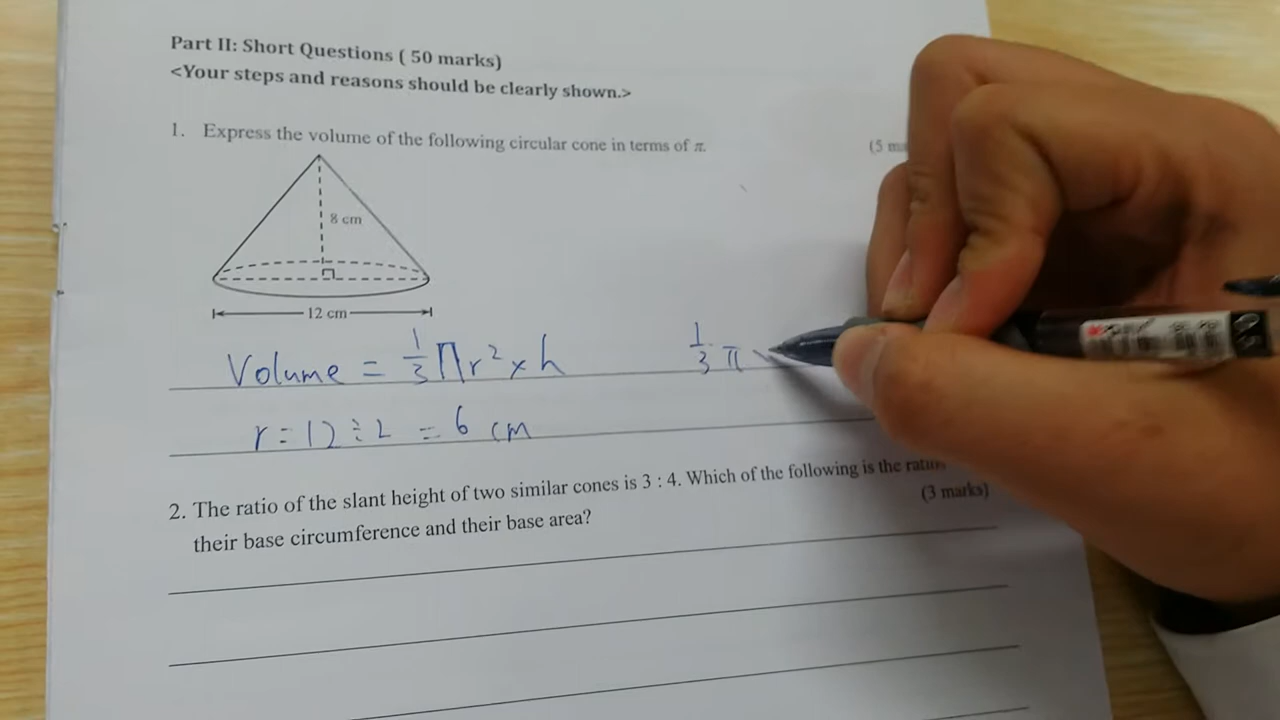 Part II: Short Questions ( 50 marks)
<Your steps and reasons should be clearly shown.>
1. Express the volume of the following circular cone in terms of π.
(5
8 cm
12 cm
Volume = 1/3 πr² × h
1/3 π
r = 12 ÷ 2 = 6 cm
2. The ratio of the slant height of two similar cones is 3 : 4. Which of the following is the
(3 marks)
their base circumference and their base area?